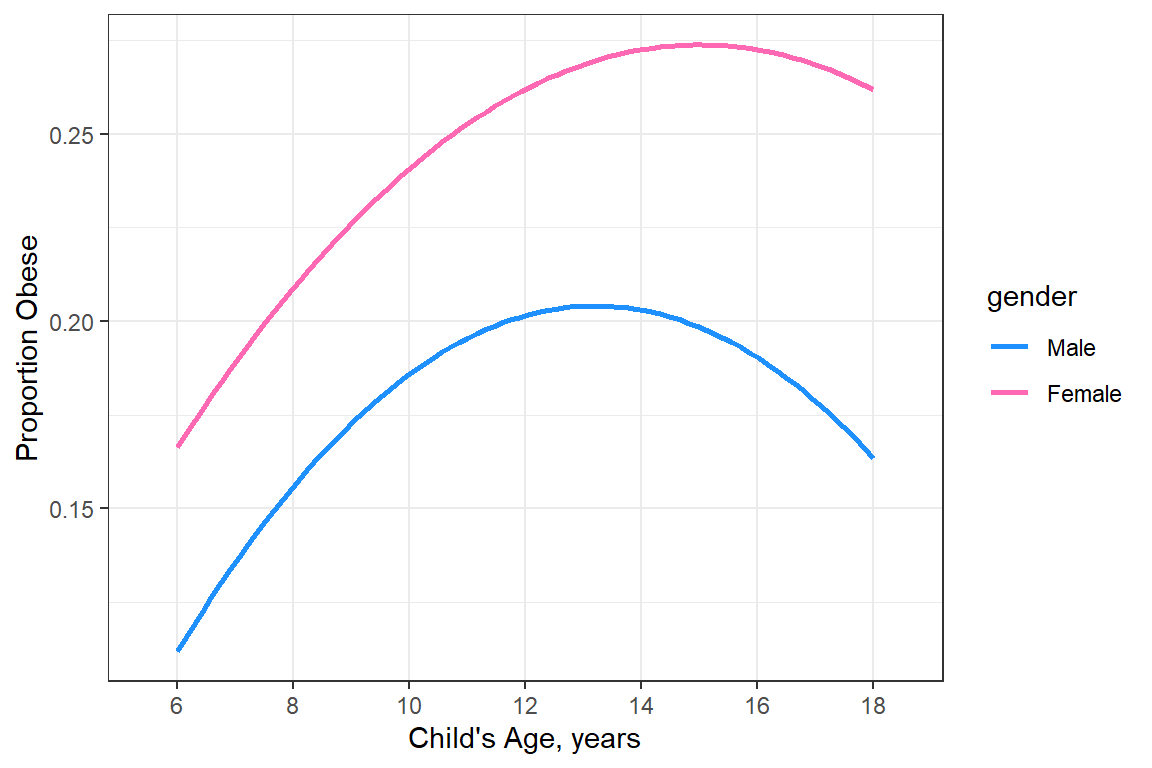 Proportion Obese
0.25
0.20
0.15
6 8 10 12 14 16 18
Child's Age, years
gender
Male
Female